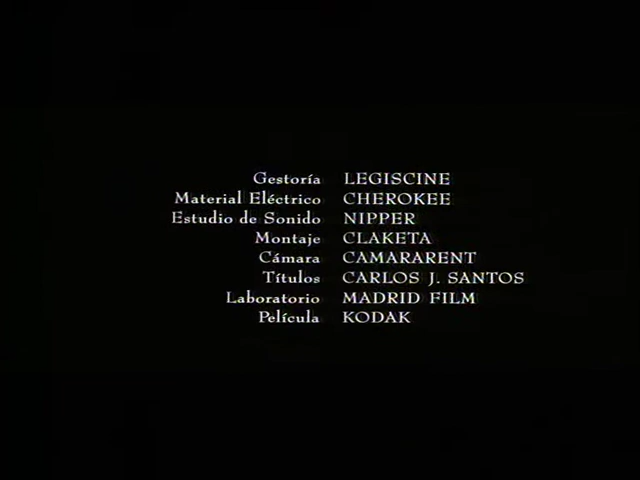 Gestoría LEGISCINE
Material Eléctrico CHEROKEE
Estudio de Sonido NIPPER
Montaje CLAKETA
Cámara CAMARARENT
Títulos CARLOS J. SANTOS
Laboratorio MADRID FILM
Película KODAK